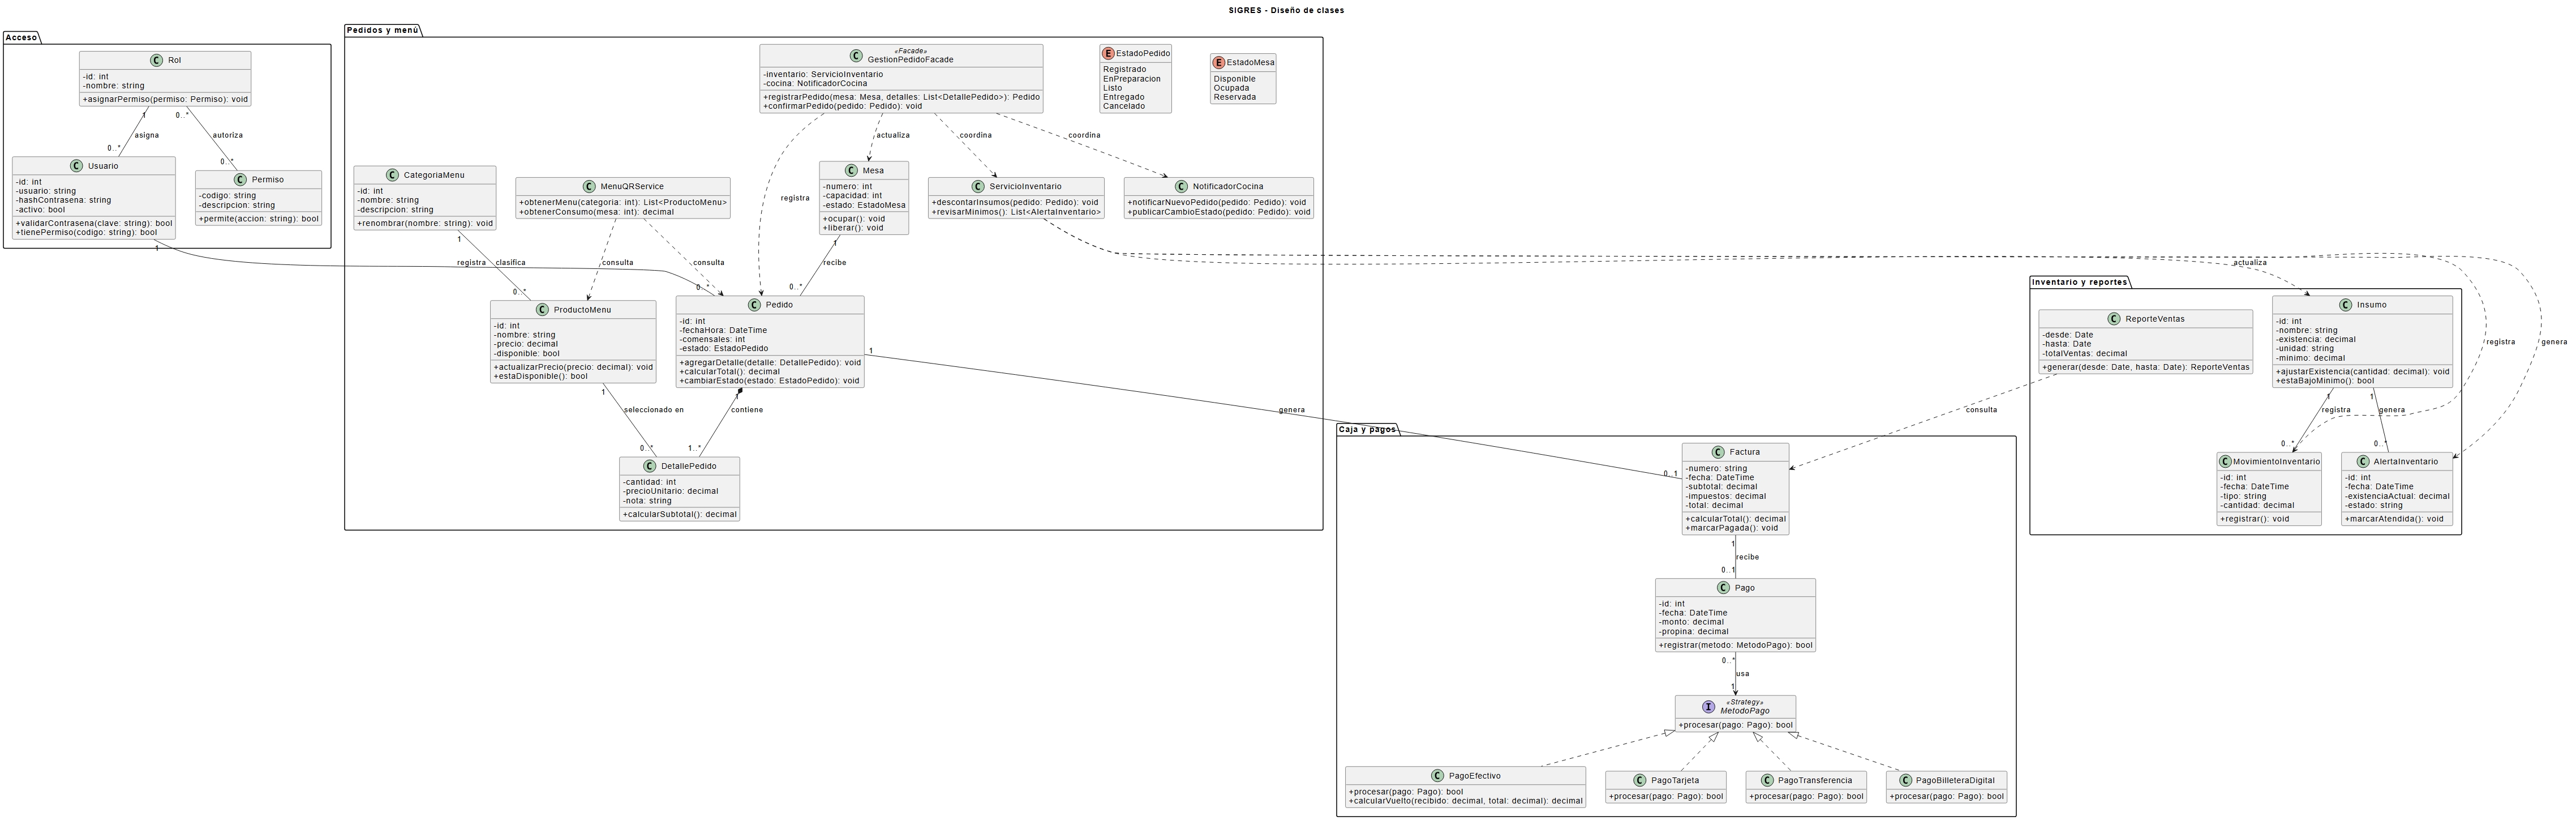 SIGRES - Diseño de clases
Acceso
C Rol
-id: int
-nombre: string
+asignarPermiso(permiso: Permiso): void
1
0..*
asigna
autoriza
0..*
0..*
C Usuario
-id: int
-usuario: string
-hashContrasena: string
-activo: bool
+validarContrasena(clave: string): bool
+tienePermiso(codigo: string): bool
1
C Permiso
-codigo: string
-descripcion: string
+permite(accion: string): bool
Pedidos y menú
«Facade»
C GestionPedidoFacade
-inventario: ServicioInventario
-cocina: NotificadorCocina
+registrarPedido(mesa: Mesa, detalles: List<DetallePedido>): Pedido
+confirmarPedido(pedido: Pedido): void
E EstadoPedido
Registrado
EnPreparacion
Listo
Entregado
Cancelado
E EstadoMesa
Disponible
Ocupada
Reservada
actualiza
coordina
coordina
registra
C CategoriaMenu
-id: int
-nombre: string
-descripcion: string
+renombrar(nombre: string): void
1
C MenuQRService
+obtenerMenu(categoria: int): List<ProductoMenu>
+obtenerConsumo(mesa: int): decimal
C Mesa
-numero: int
-capacidad: int
-estado: EstadoMesa
+ocupar(): void
+liberar(): void
1
C ServicioInventario
+descontarInsumos(pedido: Pedido): void
+revisarMinimos(): List<AlertaInventario>
C NotificadorCocina
+notificarNuevoPedido(pedido: Pedido): void
+publicarCambioEstado(pedido: Pedido): void
registra
clasifica
consulta
consulta
recibe
actualiza
0..*
0..*
0..*
C ProductoMenu
-id: int
-nombre: string
-precio: decimal
-disponible: bool
+actualizarPrecio(precio: decimal): void
+estaDisponible(): bool
1
C Pedido
-id: int
-fechaHora: DateTime
-comensales: int
-estado: EstadoPedido
+agregarDetalle(detalle: DetallePedido): void
+calcularTotal(): decimal
+cambiarEstado(estado: EstadoPedido): void
1
1
seleccionado en
contiene
genera
0..*
1..*
C DetallePedido
-cantidad: int
-precioUnitario: decimal
-nota: string
+calcularSubtotal(): decimal
Inventario y reportes
C ReporteVentas
-desde: Date
-hasta: Date
-totalVentas: decimal
+generar(desde: Date, hasta: Date): ReporteVentas
consulta
C Insumo
-id: int
-nombre: string
-existencia: decimal
-unidad: string
-minimo: decimal
+ajustarExistencia(cantidad: decimal): void
+estaBajoMinimo(): bool
registra
genera
1
1
registra
genera
0..*
0..*
C MovimientoInventario
-id: int
-fecha: DateTime
-tipo: string
-cantidad: decimal
+registrar(): void
C AlertaInventario
-id: int
-fecha: DateTime
-existenciaActual: decimal
-estado: string
+marcarAtendida(): void
Caja y pagos
0..1
C Factura
-numero: string
-fecha: DateTime
-subtotal: decimal
-impuestos: decimal
-total: decimal
+calcularTotal(): decimal
+marcarPagada(): void
1
recibe
0..1
C Pago
-id: int
-fecha: DateTime
-monto: decimal
-propina: decimal
+registrar(metodo: MetodoPago): bool
0..*
usa
1
«Strategy»
I MetodoPago
+procesar(pago: Pago): bool
C PagoEfectivo
+procesar(pago: Pago): bool
+calcularVuelto(recibido: decimal, total: decimal): decimal
C PagoTarjeta
+procesar(pago: Pago): bool
C PagoTransferencia
+procesar(pago: Pago): bool
C PagoBilleteraDigital
+procesar(pago: Pago): bool